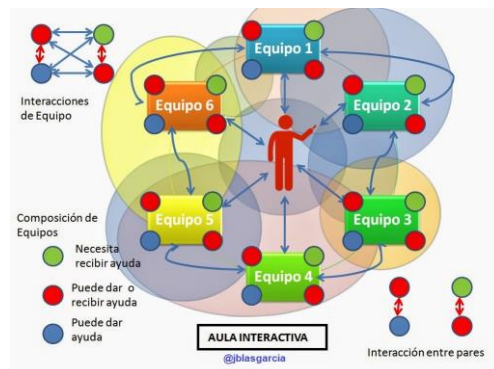 Equipo 1
Equipo 6
Equipo 2
Interacciones
de Equipo
Equipo 5
Equipo 3
Composición de
Equipos
Necesita
recibir ayuda
Equipo 4
Puede dar o
recibir ayuda
Puede dar
ayuda
AULA INTERACTIVA
@jblasgarcia
Interacción entre pares